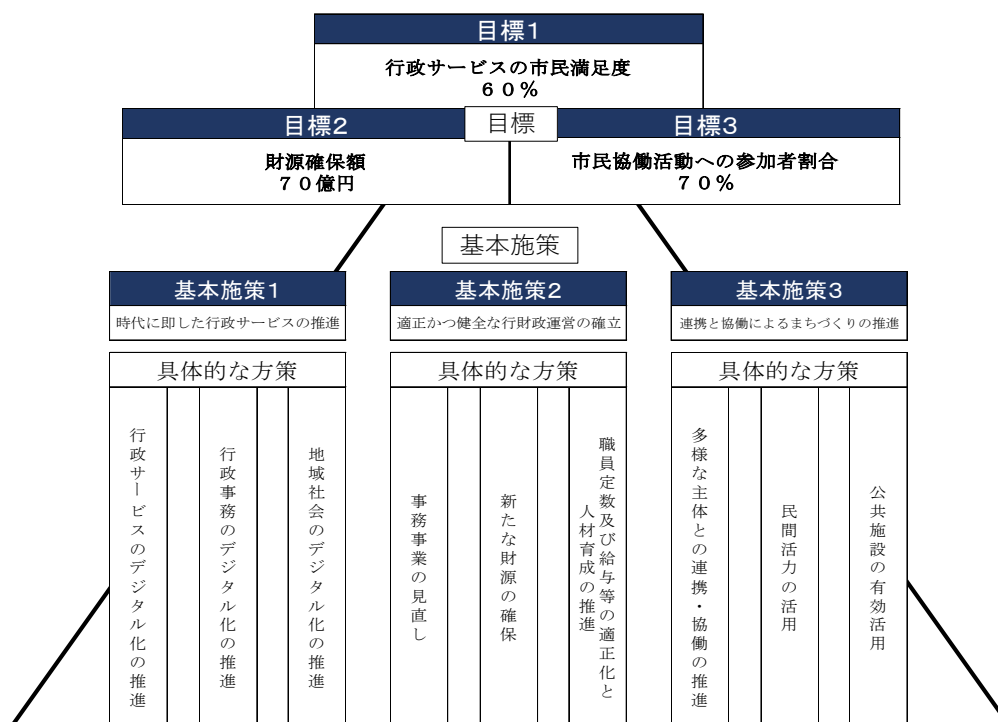 目標1
行政サービスの市民満足度
６０％
目標
目標2
財源確保額
７０億円
目標3
市民協働活動への参加者割合
７０％
基本施策
基本施策1
時代に即した行政サービスの推進
具体的な方策
行政サービスのデジタル化の推進
行政事務のデジタル化の推進
地域社会のデジタル化の推進
基本施策2
適正かつ健全な行財政運営の確立
具体的な方策
事務事業の見直し
新たな財源の確保
職員定数及び給与等の適正化と
人材育成の推進
基本施策3
連携と協働によるまちづくりの推進
具体的な方策
多様な主体との連携・協働の推進
民間活力の活用
公共施設の有効活用